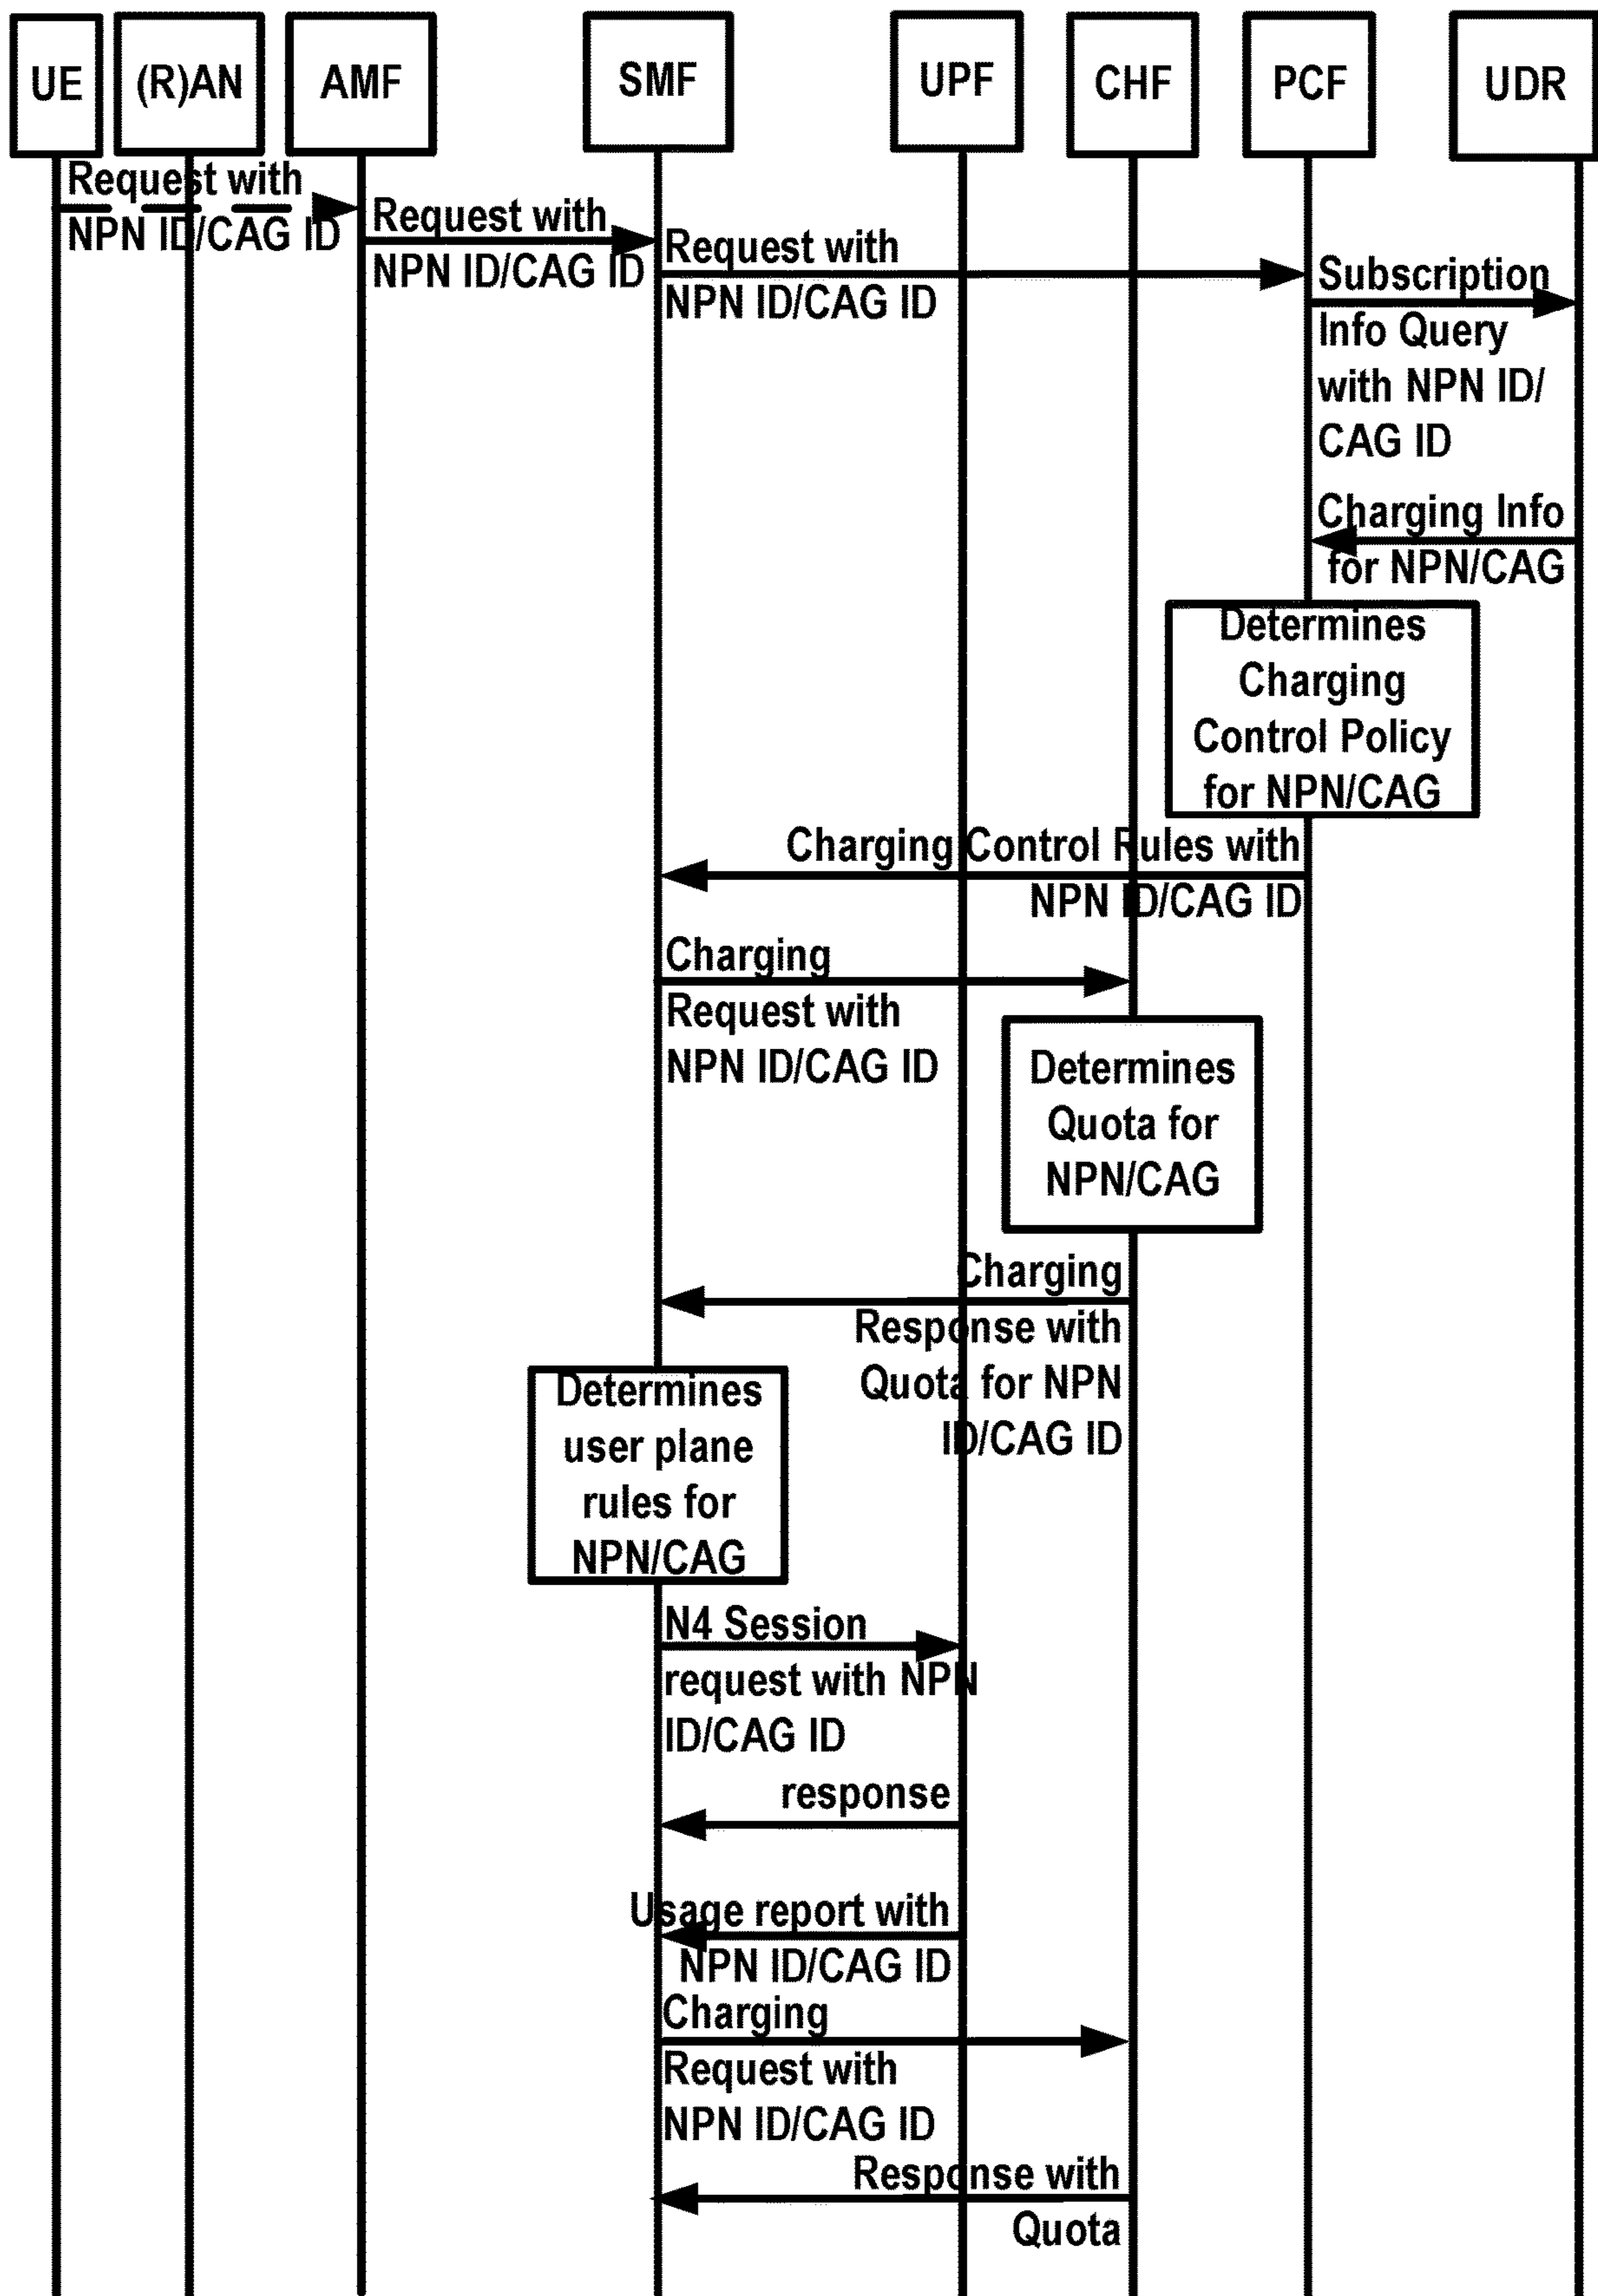 UE
(R)AN
AMF
SMF
UPF
CHF
PCF
UDR
Request with
NPN ID/CAG ID
Request with
NPN ID/CAG ID
Request with
NPN ID/CAG ID
Subscription
Info Query
with NPN ID/
CAG ID
Charging Info
for NPN/CAG
Determines
Charging
Control Policy
for NPN/CAG
Charging Control Rules with
NPN ID/CAG ID
Charging
Request with
NPN ID/CAG ID
Determines
Quota for
NPN/CAG
Charging
Response with
Quota for NPN
ID/CAG ID
Determines
user plane
rules for
NPN/CAG
N4 Session
request with NPN
ID/CAG ID
response
Usage report with
NPN ID/CAG ID
Charging
Request with
NPN ID/CAG ID
Response with
Quota